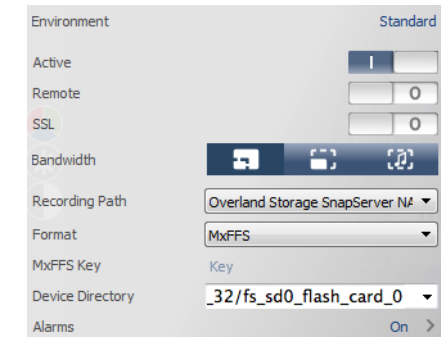 Environment Standard
Active I
Remote O
SSL O
Bandwidth
Recording Path Overland Storage SnapServer NA
Format MxFFS
MxFFS Key Key
Device Directory _32/fs_sd0_flash_card_0
Alarms On >